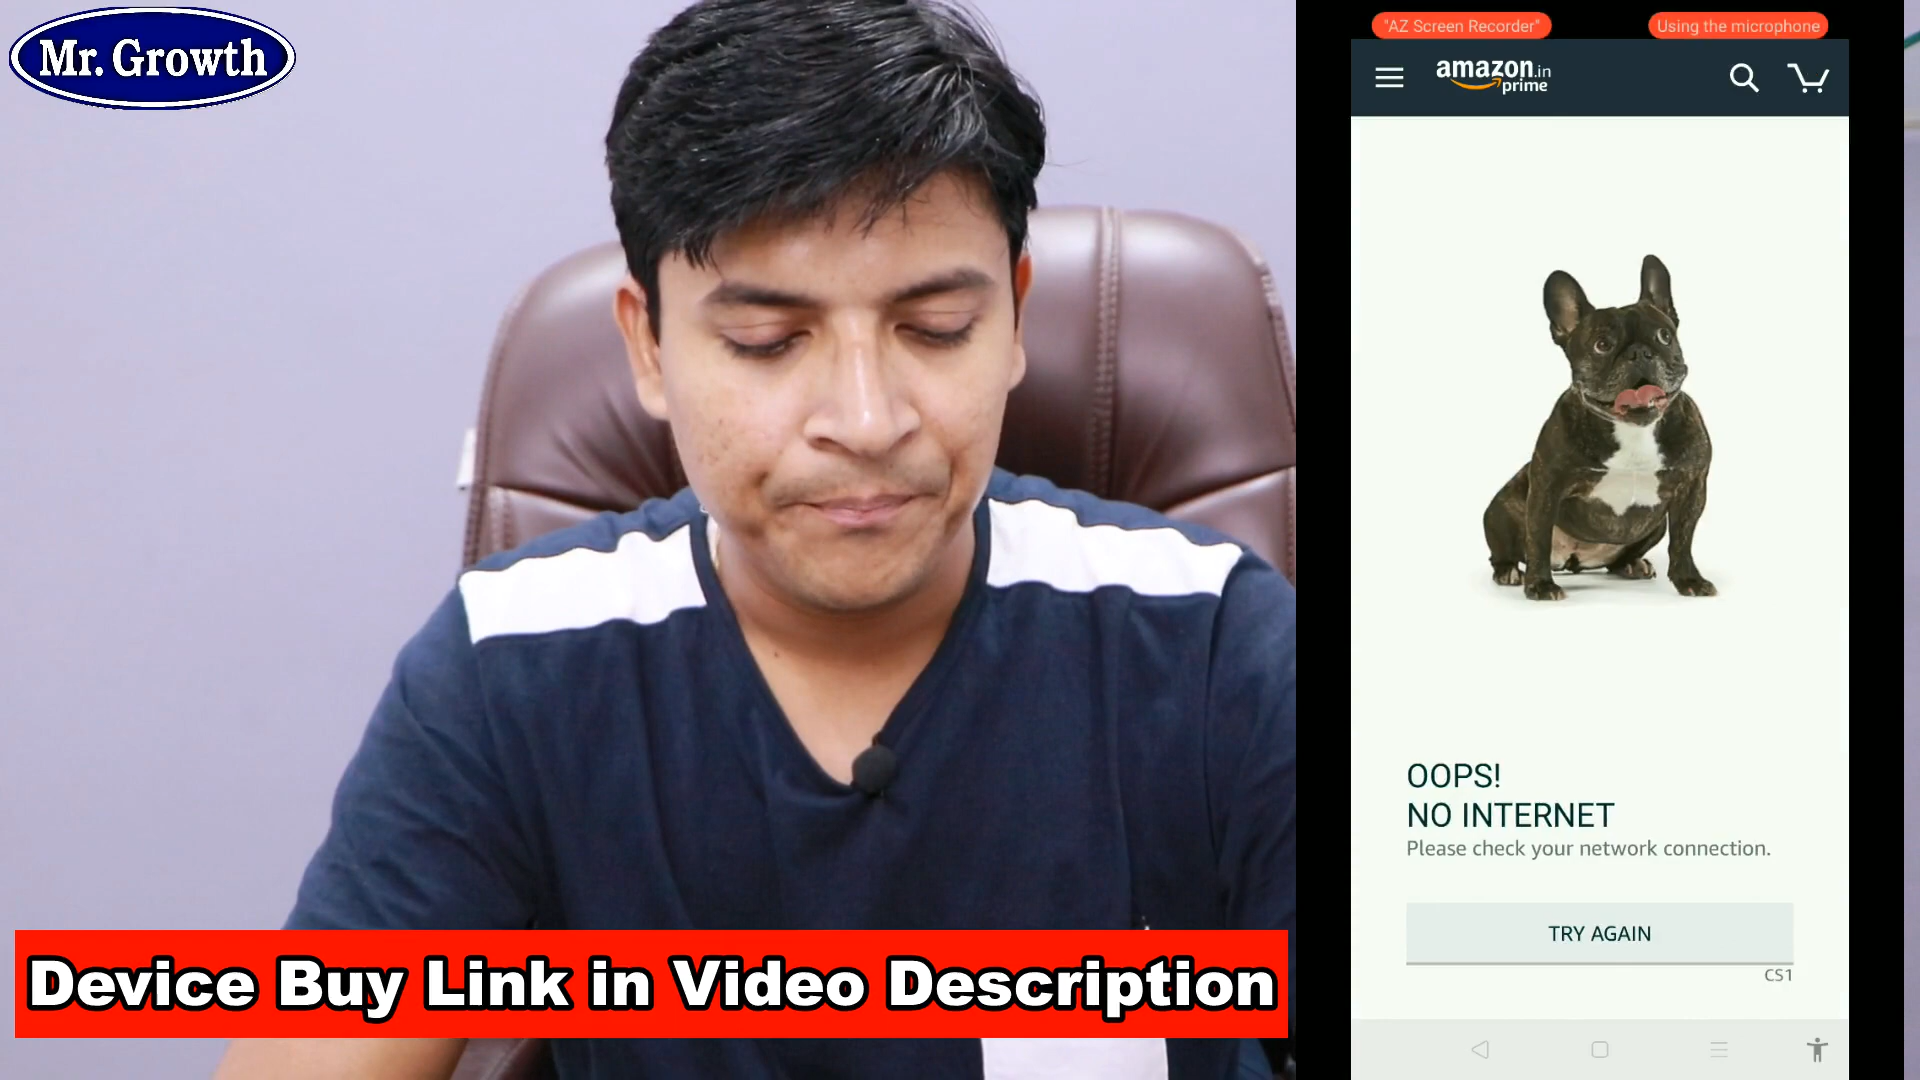 Mr. Growth
"AZ Screen Recorder"
Using the microphone
amazon.in
prime
OOPS!
NO INTERNET
Please check your network connection.
TRY AGAIN
CS1
Device Buy Link in Video Description